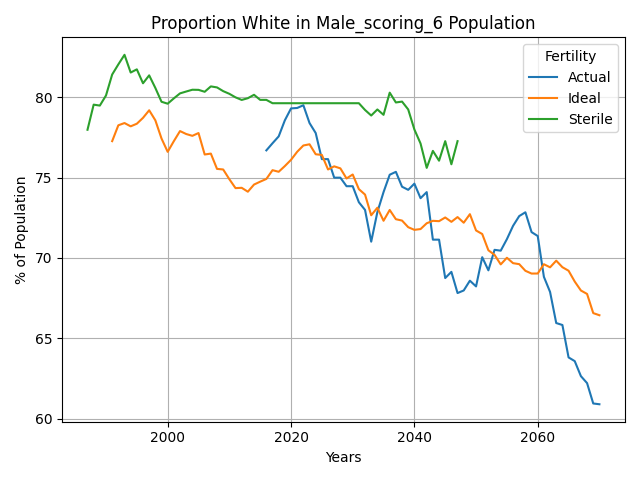 Proportion White in Male_scoring_6 Population
Fertility
Actual
Ideal
Sterile
% of Population
80
75
70
65
60
2000
2020
2040
2060
Years